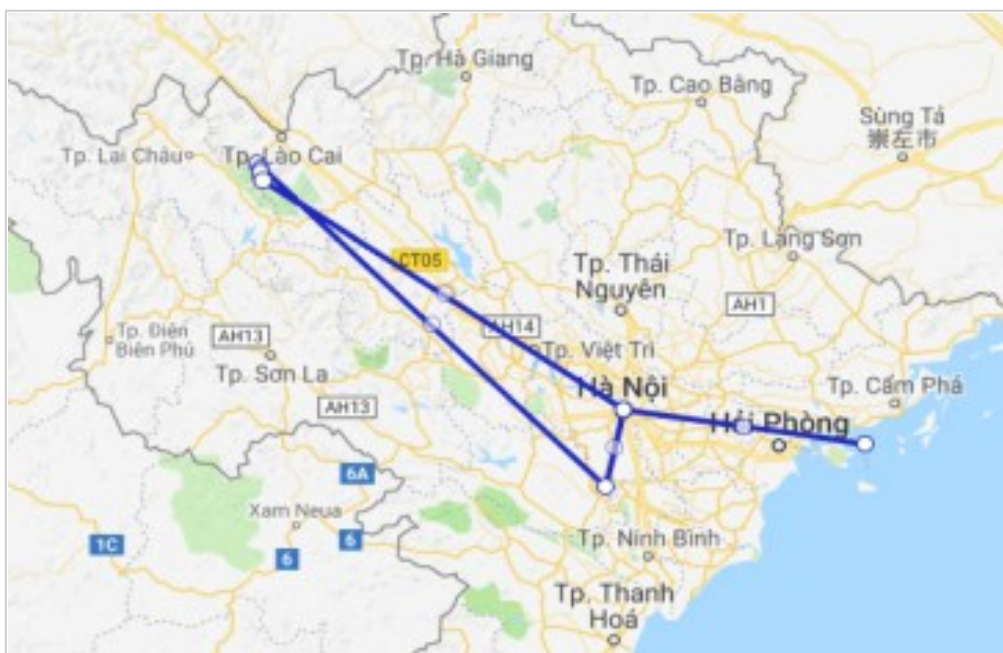 Tp. Hà Giang
Tp. Cao Bằng
Sùng Tả
崇左市
Tp. Lai Châu
Tp. Lào Cai
Tp. Lạng Sơn
CT05
Tp. Thái
Nguyên
AH1
Tp. Điện
Biên Phủ
AH13
AH14
Tp. Việt Trì
Tp. Sơn La
Hà Nội
Tp. Cẩm Phả
AH13
Hải Phòng
6A
Xam Neua
1C
6
6
Tp. Ninh Bình
Tp. Thanh
Hoá